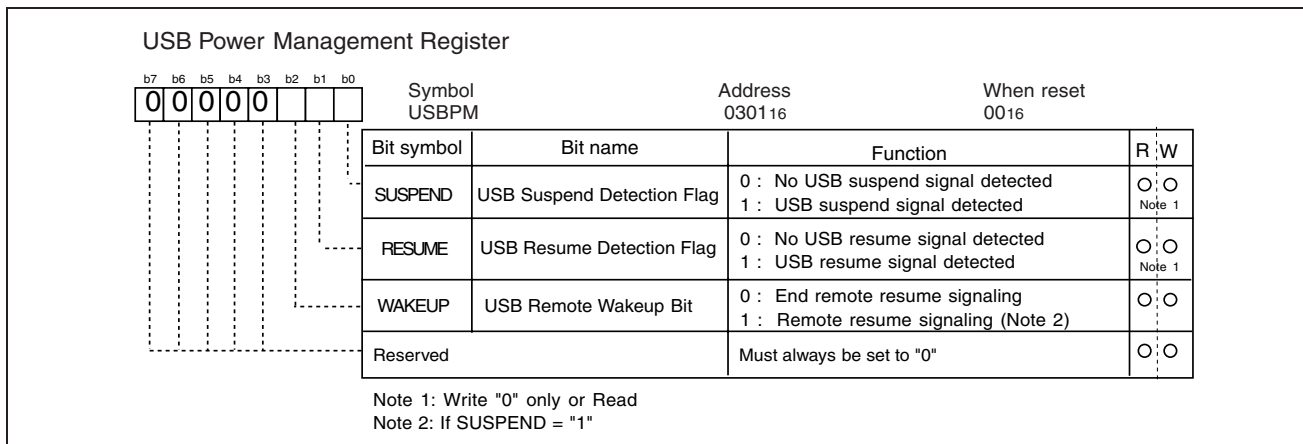 USB Power Management Register
b7 b6 b5 b4 b3 b2 b1 b0
0 0 0 0 0
Symbol Address When reset
USBPM 030116 0016
Bit symbol Bit name Function R W
SUSPEND USB Suspend Detection Flag 0 : No USB suspend signal detected
1 : USB suspend signal detected
Note 1
RESUME USB Resume Detection Flag 0 : No USB resume signal detected
1 : USB resume signal detected
Note 1
WAKEUP USB Remote Wakeup Bit 0 : End remote resume signaling
1 : Remote resume signaling (Note 2)
Reserved Must always be set to "0"
Note 1: Write "0" only or Read
Note 2: If SUSPEND = "1"